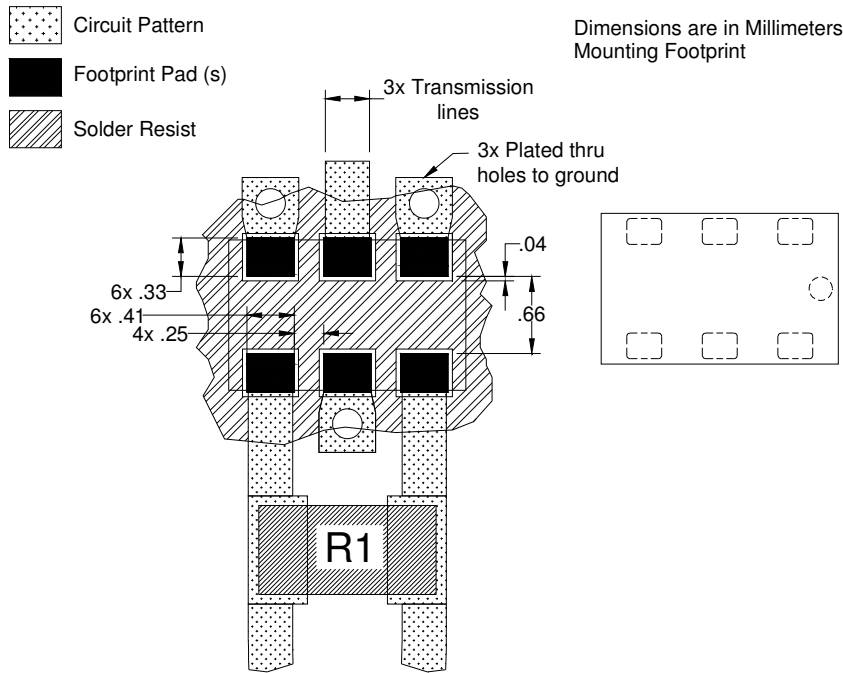 Circuit Pattern
Footprint Pad (s)
Solder Resist
Dimensions are in Millimeters
Mounting Footprint
3x Transmission
lines
3x Plated thru
holes to ground
.04
6x .33
6x .41
.66
4x .25
R1